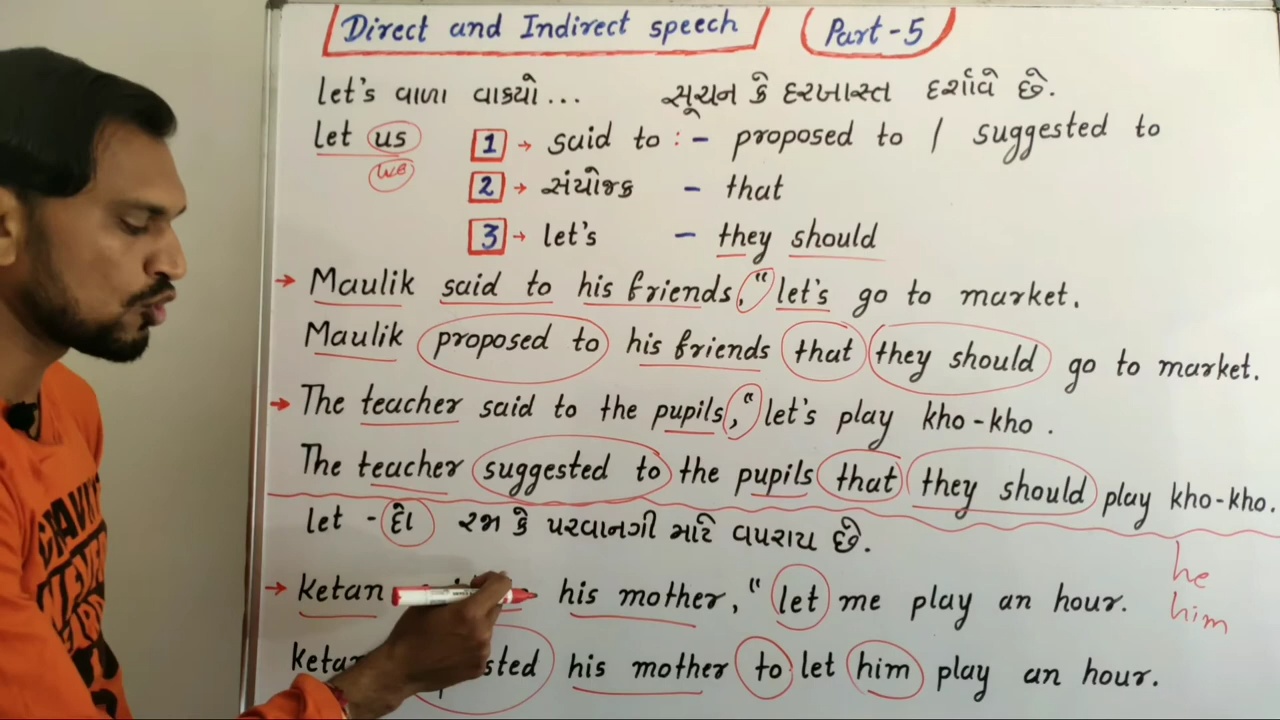 Direct and Indirect speech Part-5
let's વાળા વાક્યો... સૂચન કે દરખાસ્ત દર્શાવે છે.
let us 1 → said to :- proposed to / suggested to
we
2 → સંયોજક - that
3 → let's - they should
→ Maulik said to his friends, "let's go to market.
Maulik proposed to his friends that they should go to market.
→ The teacher said to the pupils, "let's play kho-kho.
The teacher suggested to the pupils that they should play kho-kho.
let - દેા રજા કે પરવાનગી માટે વપરાય છે.
he
→ ketan his mother, "let me play an hour.
him
his mother to let him play an hour.